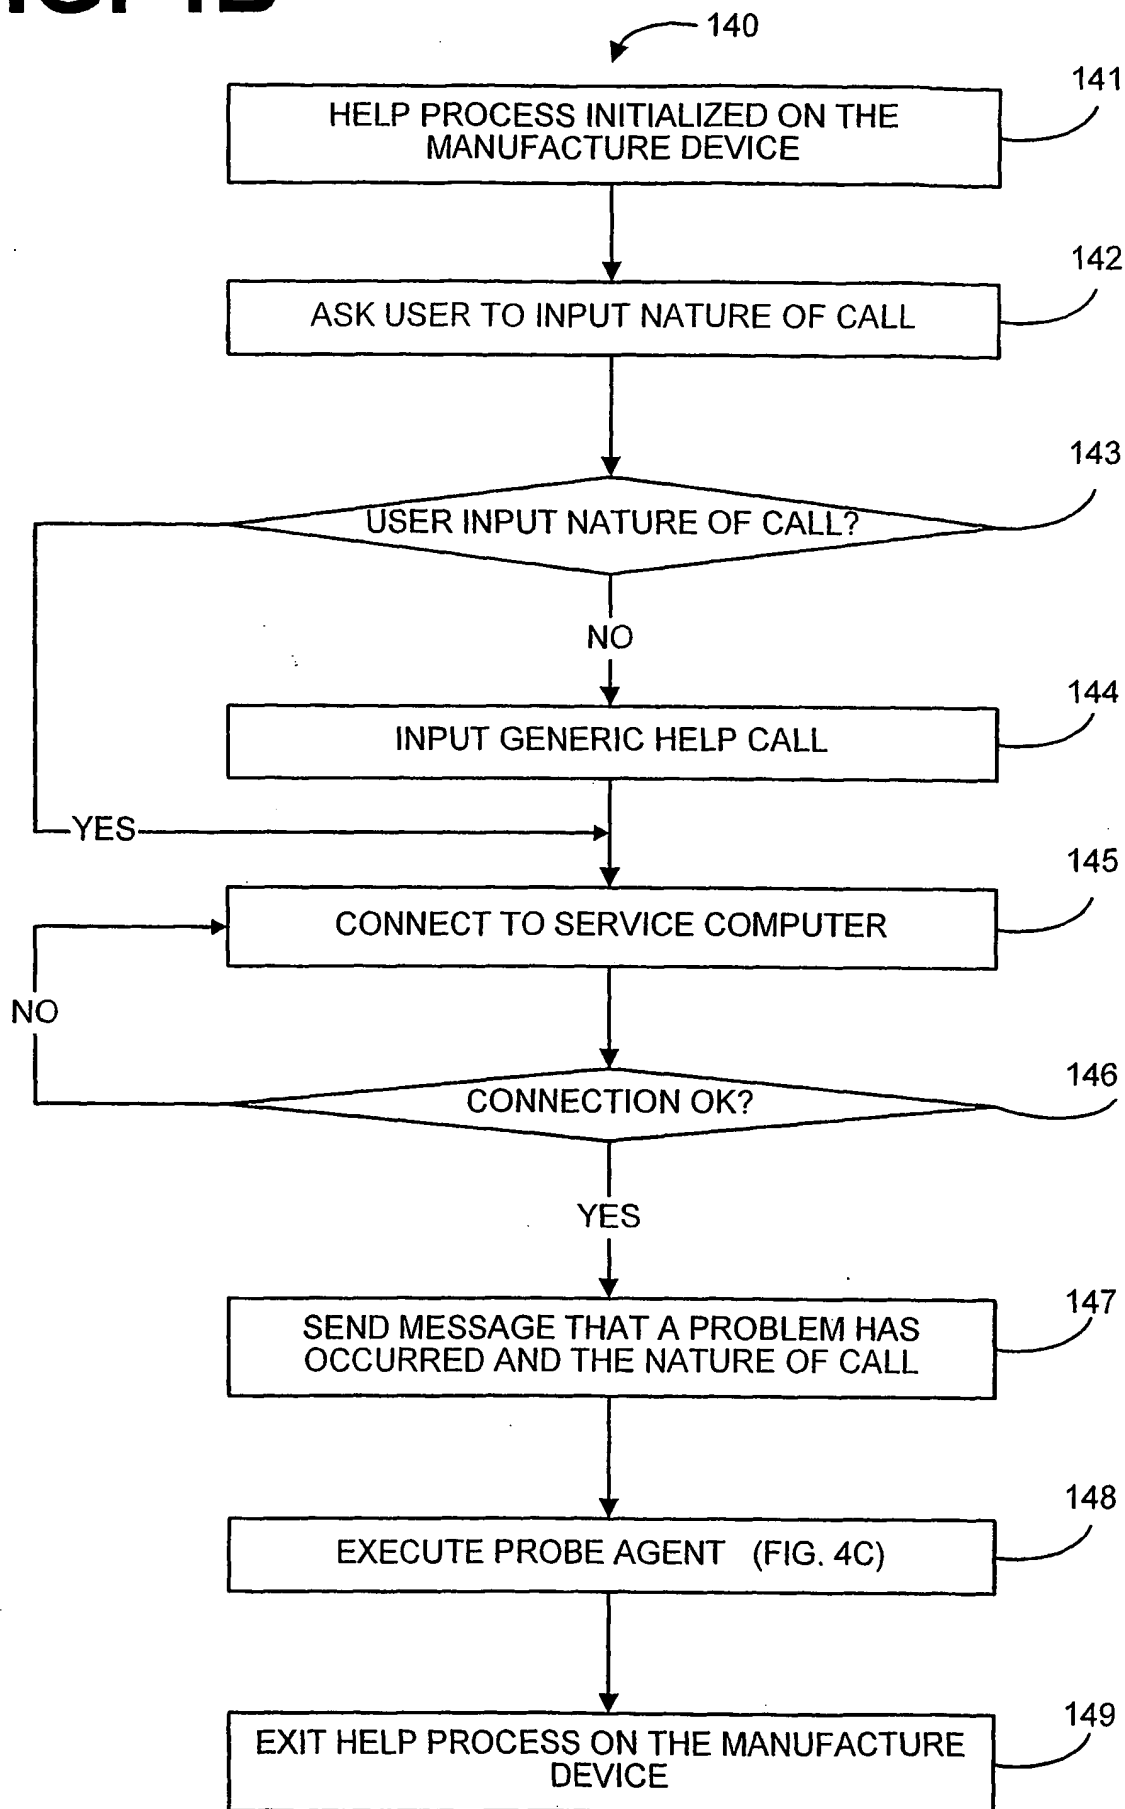 140
141
HELP PROCESS INITIALIZED ON THE
MANUFACTURE DEVICE
142
ASK USER TO INPUT NATURE OF CALL
143
USER INPUT NATURE OF CALL?
NO
144
INPUT GENERIC HELP CALL
YES
145
CONNECT TO SERVICE COMPUTER
NO
146
CONNECTION OK?
YES
147
SEND MESSAGE THAT A PROBLEM HAS
OCCURRED AND THE NATURE OF CALL
148
EXECUTE PROBE AGENT (FIG. 4C)
149
EXIT HELP PROCESS ON THE MANUFACTURE
DEVICE